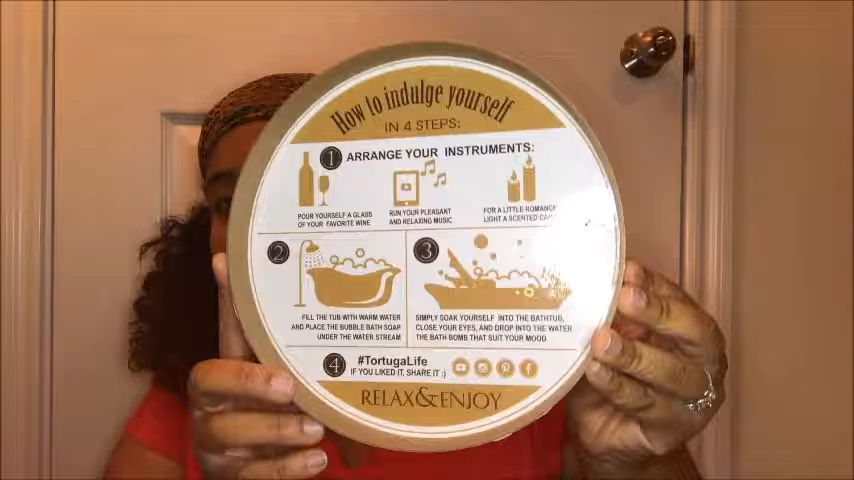 How to indulge yourself
IN 4 STEPS:
1 ARRANGE YOUR INSTRUMENTS:
POUR YOURSELF A GLASS
OF YOUR FAVORITE WINE
RUN YOUR PLEASANT
AND RELAXING MUSIC
FOR A LITTLE ROMANCE
LIGHT A SCENTED
2
FILL THE TUB WITH WARM WATER
AND PLACE THE BUBBLE BATH SOAP
UNDER THE WATER STREAM
3
SIMPLY SOAK YOURSELF INTO THE BATHTUB,
CLOSE YOUR EYES, AND DROP INTO THE WATER
THE BATH BOMB THAT SUIT YOUR MOOD
4 #TortugaLife
IF YOU LIKED IT, SHARE IT :)
RELAX&ENJOY